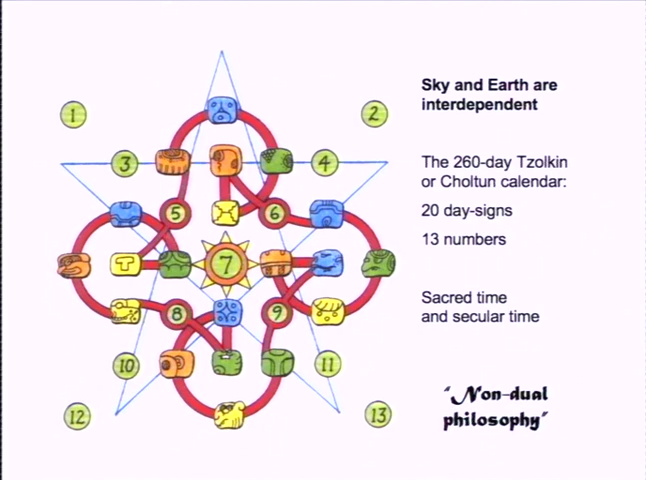 Sky and Earth are
interdependent
1
2
3
4
The 260-day Tzolkin
or Choltun calendar:
20 day-signs
13 numbers
5
6
7
Sacred time
and secular time
8
9
10
11
12
13
"Non-dual
philosophy"